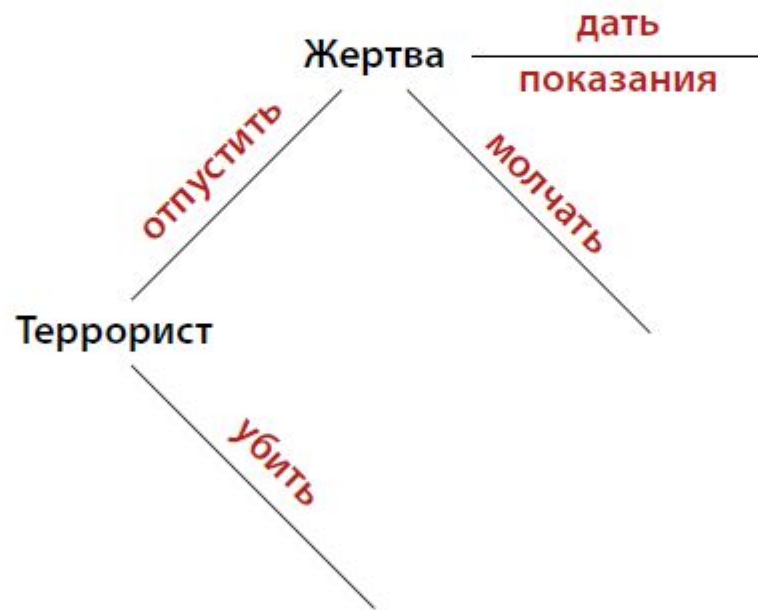 дать
Жертва
показания
отпустить
молчать
Террорист
убить